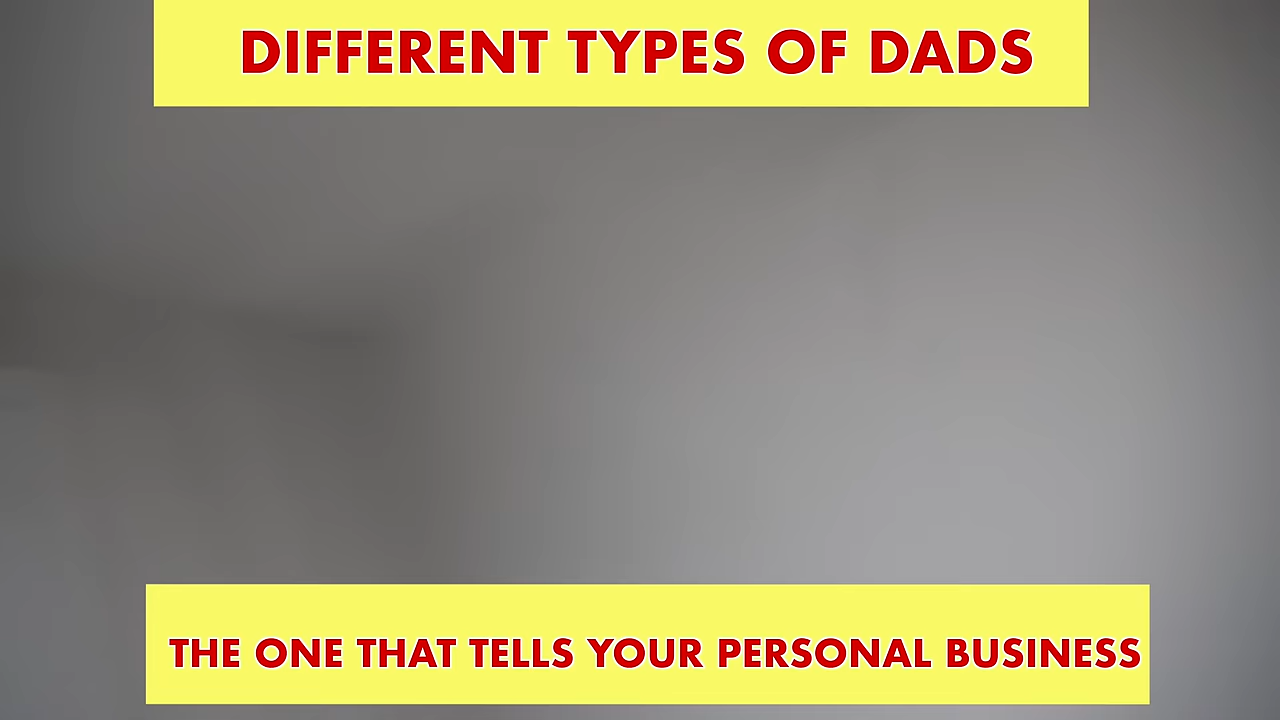 DIFFERENT TYPES OF DADS
THE ONE THAT TELLS YOUR PERSONAL BUSINESS